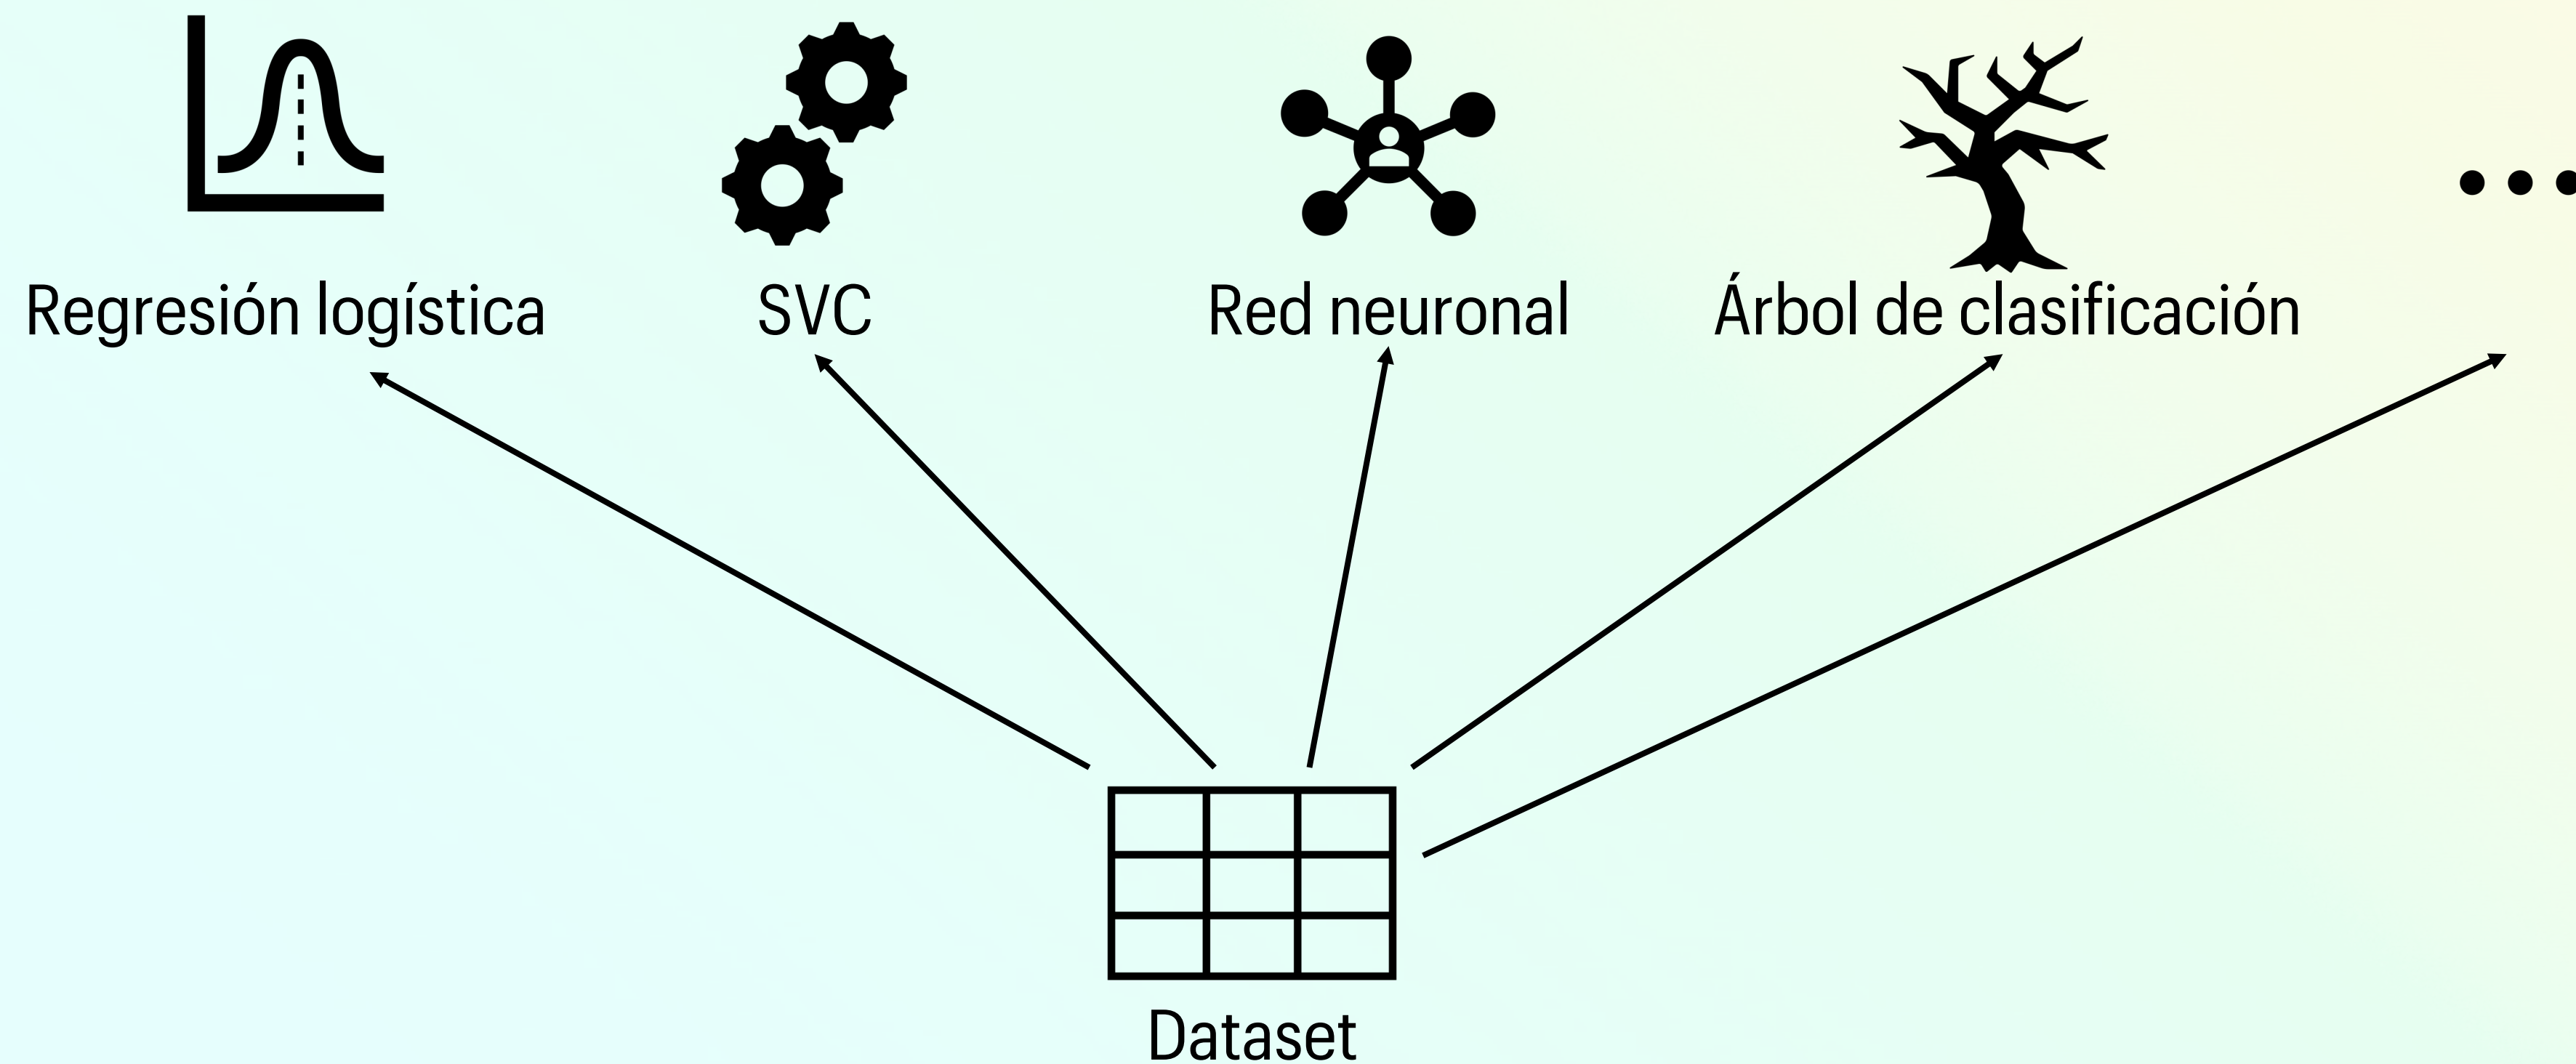 Regresión logística
SVC
Red neuronal
Árbol de clasificación
...
Dataset